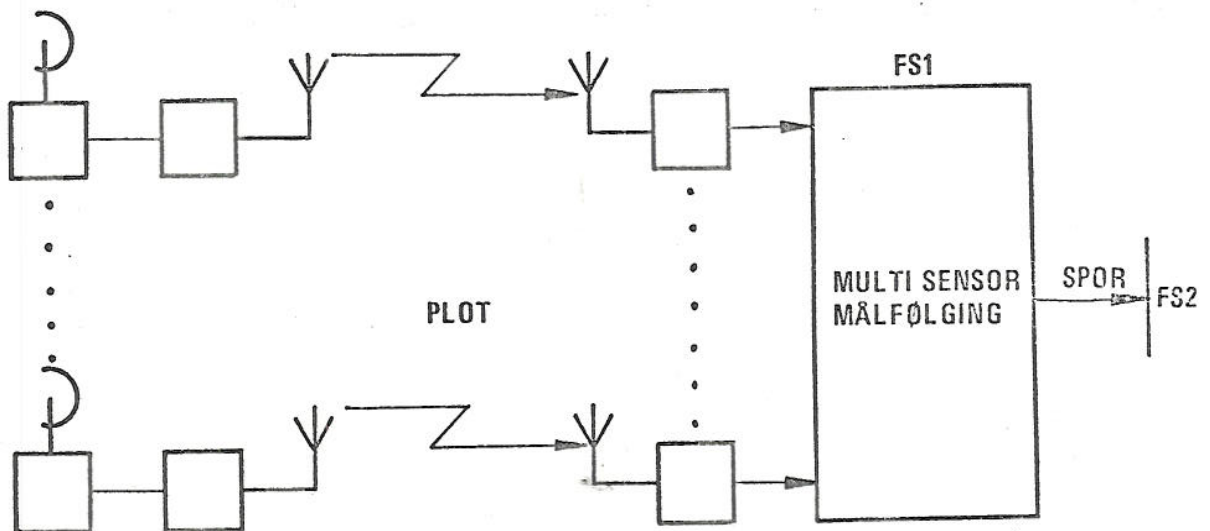 FS1
PLOT
MULTI SENSOR
MÅLFØLGING
SPOR
FS2